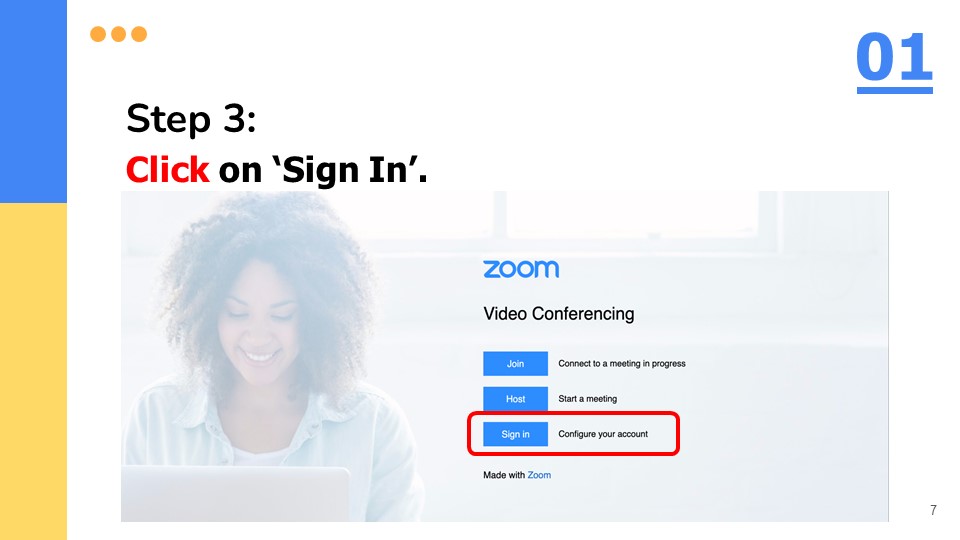 01
Step 3:
Click on ‘Sign In’.
zoom
Video Conferencing
Join Connect to a meeting in progress
Host Start a meeting
Sign in Configure your account
Made with Zoom
7